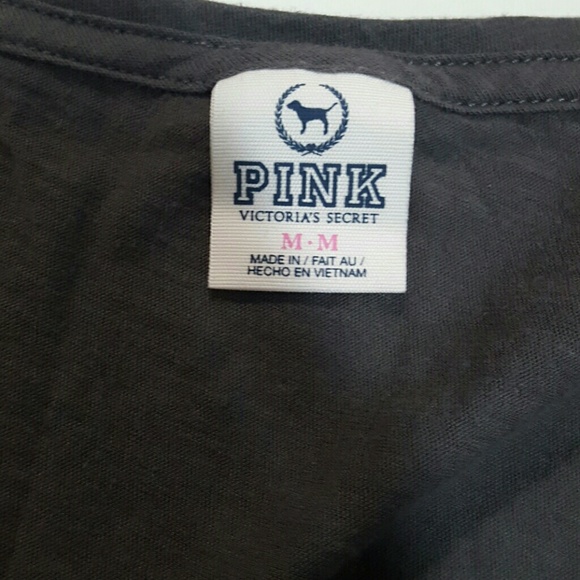 PINK
VICTORIA'S SECRET
M · M
MADE IN / FAIT AU /
HECHO EN VIETNAM